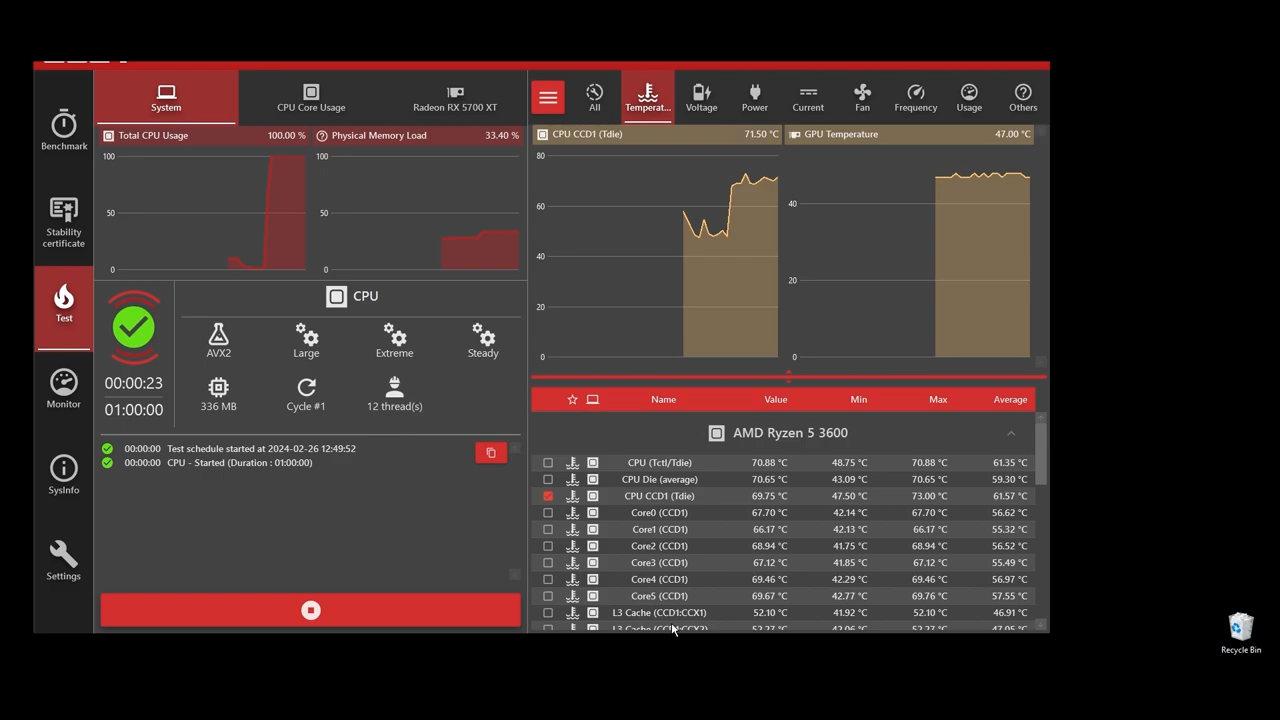 System
CPU Core Usage
Radeon RX 5700 XT
All
Temperat...
Voltage
Power
Current
Fan
Frequency
Usage
Others
Benchmark
Stability
certificate
Test
Monitor
SysInfo
Settings
Total CPU Usage 100.00 %
Physical Memory Load 33.40 %
100
50
0
100
50
0
CPU CCD1 (Tdie) 71.50 °C
GPU Temperature 47.00 °C
80
60
40
20
0
40
20
0
CPU
AVX2
Large
Extreme
Steady
336 MB
Cycle #1
12 thread(s)
00:00:23
01:00:00
00:00:00 Test schedule started at 2024-02-26 12:49:52
00:00:00 CPU - Started (Duration : 01:00:00)
Name Value Min Max Average
AMD Ryzen 5 3600
CPU (Tctl/Tdie) 70.88 °C 48.75 °C 70.88 °C 61.35 °C
CPU Die (average) 70.65 °C 43.09 °C 70.65 °C 59.30 °C
CPU CCD1 (Tdie) 69.75 °C 47.50 °C 73.00 °C 61.57 °C
Core0 (CCD1) 67.70 °C 42.14 °C 67.70 °C 56.62 °C
Core1 (CCD1) 66.17 °C 42.13 °C 66.17 °C 55.32 °C
Core2 (CCD1) 68.94 °C 41.75 °C 68.94 °C 56.52 °C
Core3 (CCD1) 67.12 °C 41.85 °C 67.12 °C 55.49 °C
Core4 (CCD1) 69.46 °C 42.29 °C 69.46 °C 56.97 °C
Core5 (CCD1) 69.67 °C 42.77 °C 69.76 °C 57.55 °C
L3 Cache (CCD1:CCX1) 52.10 °C 41.92 °C 52.10 °C 46.91 °C
L3 Cache
Recycle Bin